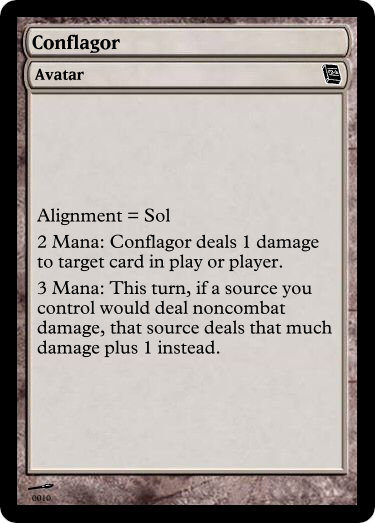 Conflagor
Avatar
Alignment = Sol
2 Mana: Conflagor deals 1 damage
to target card in play or player.
3 Mana: This turn, if a source you
control would deal noncombat
damage, that source deals that much
damage plus 1 instead.
0010